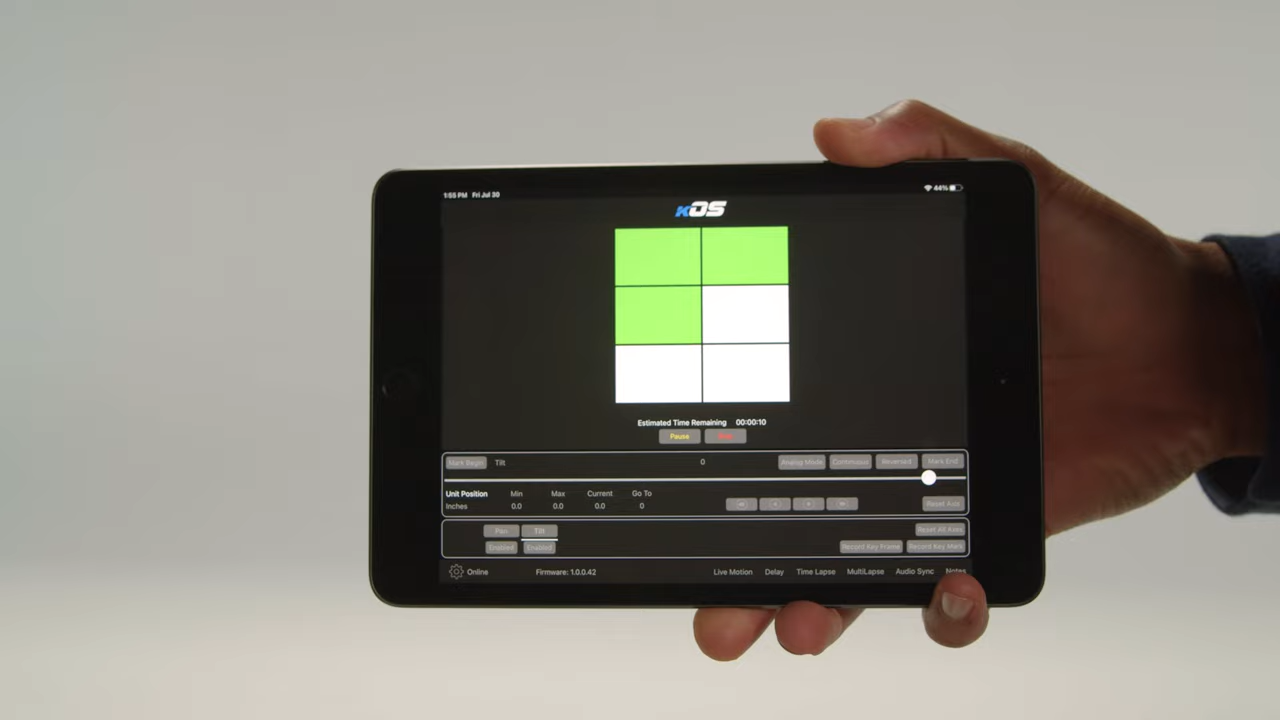 1:55 PM Fri Jul 30 44%
kOS
Estimated Time Remaining 00:00:10
Pause
Mark Begin Tilt 0 Analog Mode Continuous Reversed Mark End
Unit Position Min Max Current Go To
Inches 0.0 0.0 0.0 0 Reset Axis
Pan Tilt Reset All Axes
Enabled Enabled Record Key Frame Record Key Mark
Online Firmware: 1.0.0.42 Live Motion Delay Time Lapse MultiLapse Audio Sync Notes